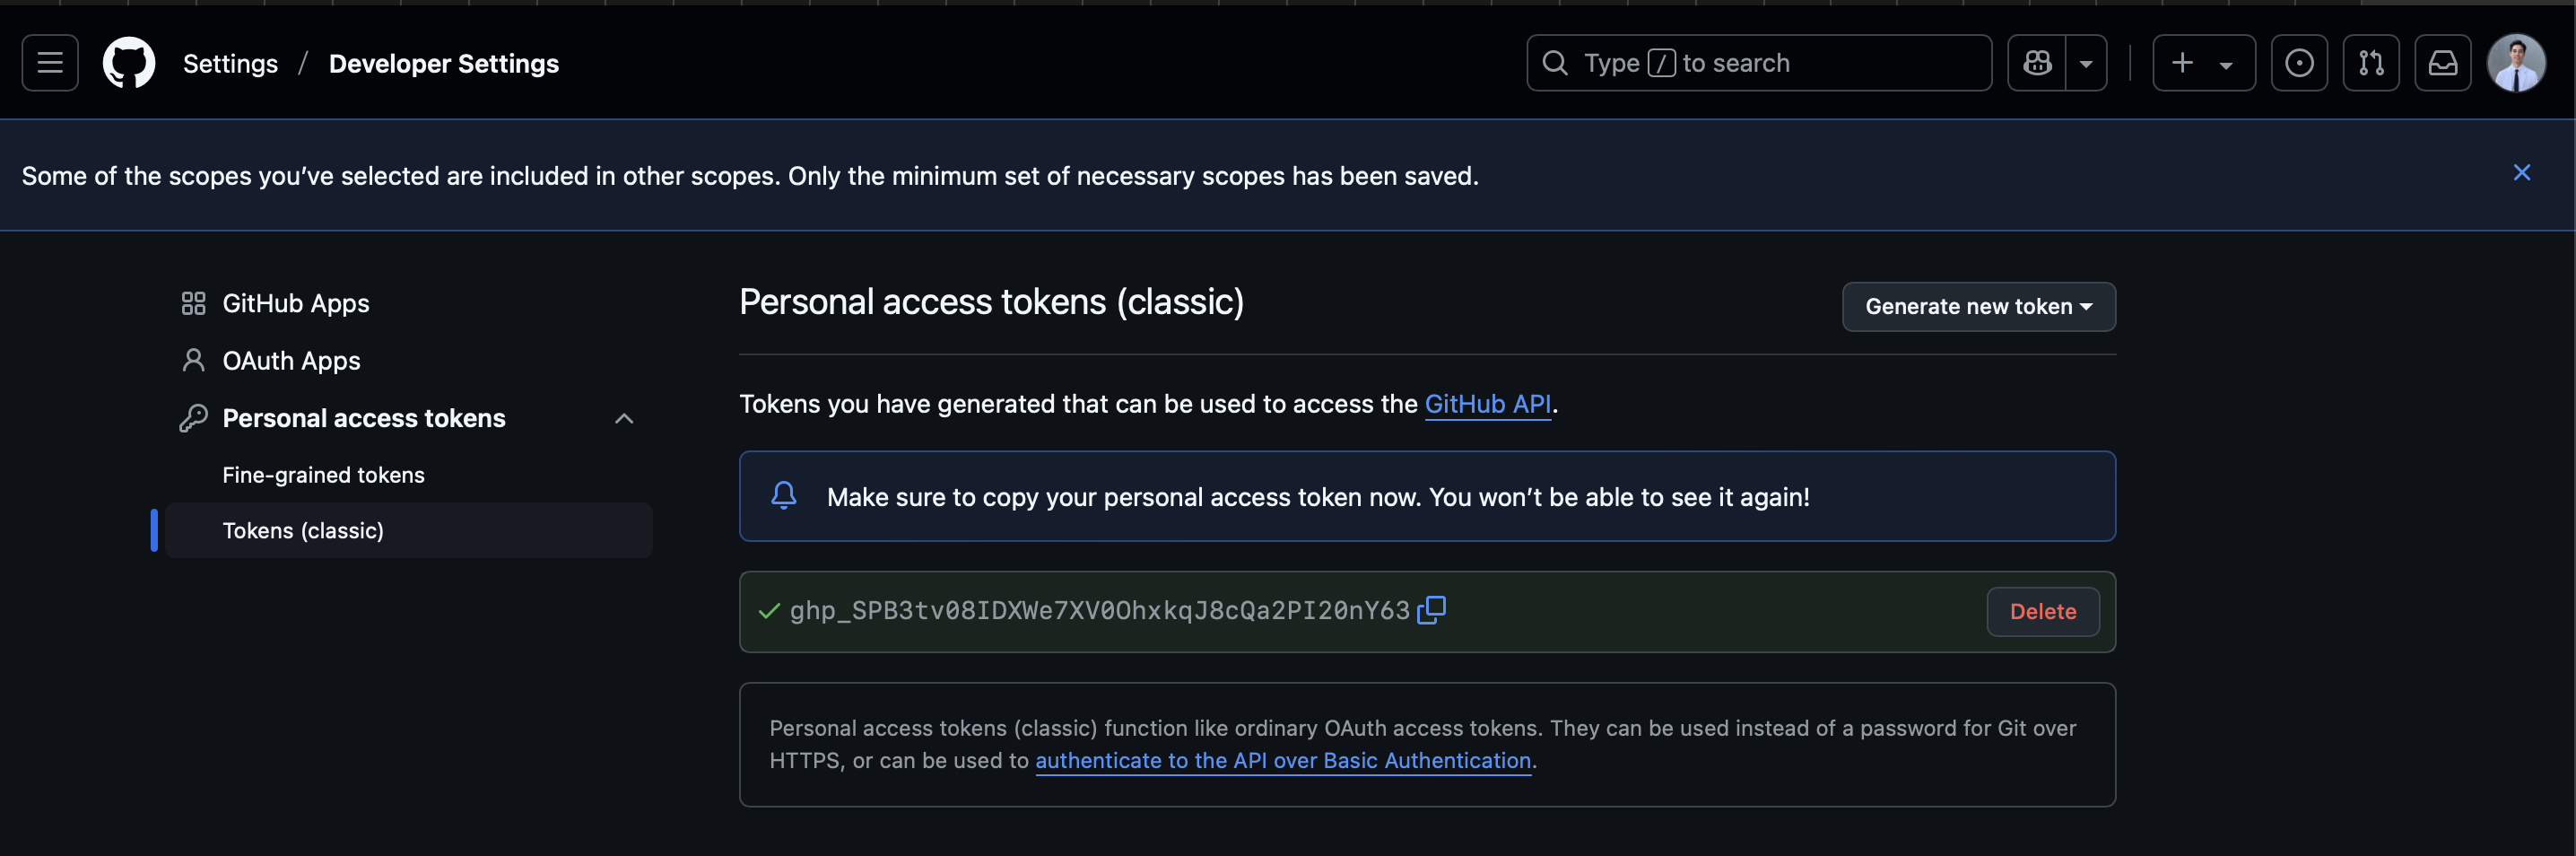 Settings / Developer Settings
Type / to search
Some of the scopes you’ve selected are included in other scopes. Only the minimum set of necessary scopes has been saved.
GitHub Apps
OAuth Apps
Personal access tokens
Fine-grained tokens
Tokens (classic)
Personal access tokens (classic)
Generate new token
Tokens you have generated that can be used to access the GitHub API.
Make sure to copy your personal access token now. You won’t be able to see it again!
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
Delete
Personal access tokens (classic) function like ordinary OAuth access tokens. They can be used instead of a password for Git over
HTTPS, or can be used to authenticate to the API over Basic Authentication.